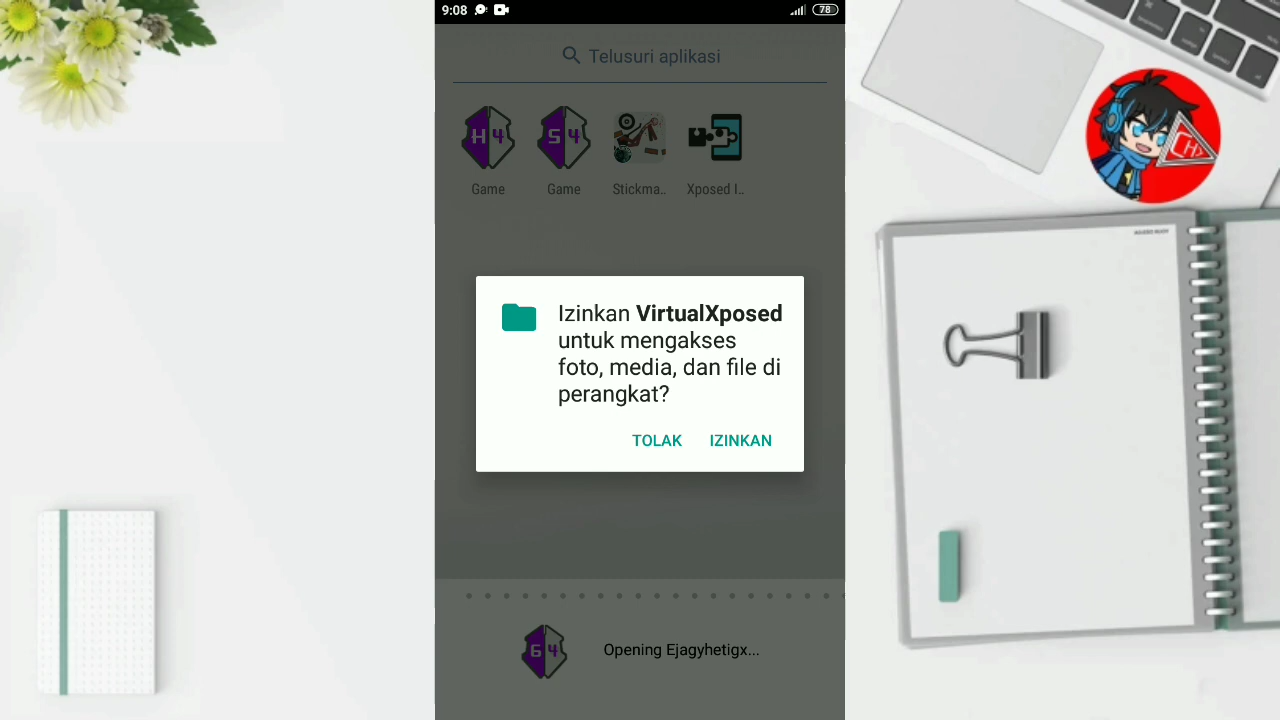 9:08
78
Telusuri aplikasi
H4
S4
Game
Game
Stickma..
Xposed I..
Izinkan VirtualXposed
untuk mengakses
foto, media, dan file di
perangkat?
TOLAK
IZINKAN
64
Opening Ejagyhetigx...